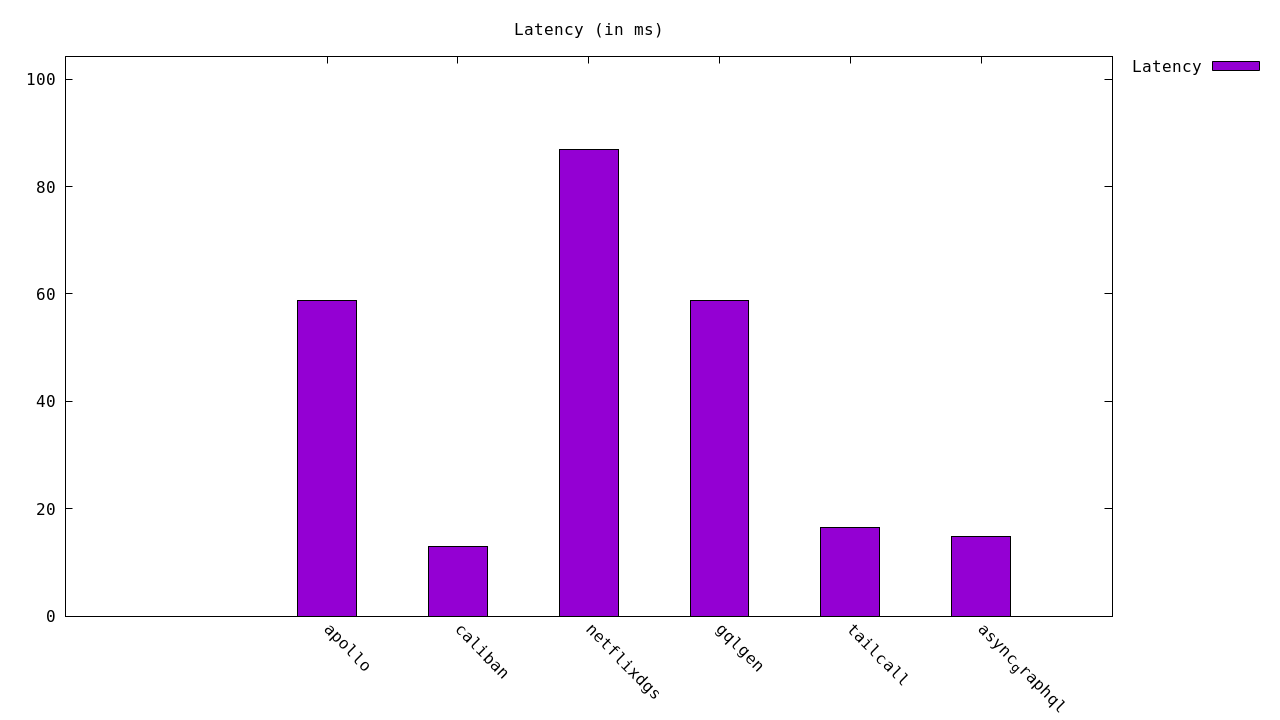 Latency (in ms)
Latency
100
80
60
40
20
0
apollo
caliban
netflixdgs
gqlgen
tailcall
asyncgraphql